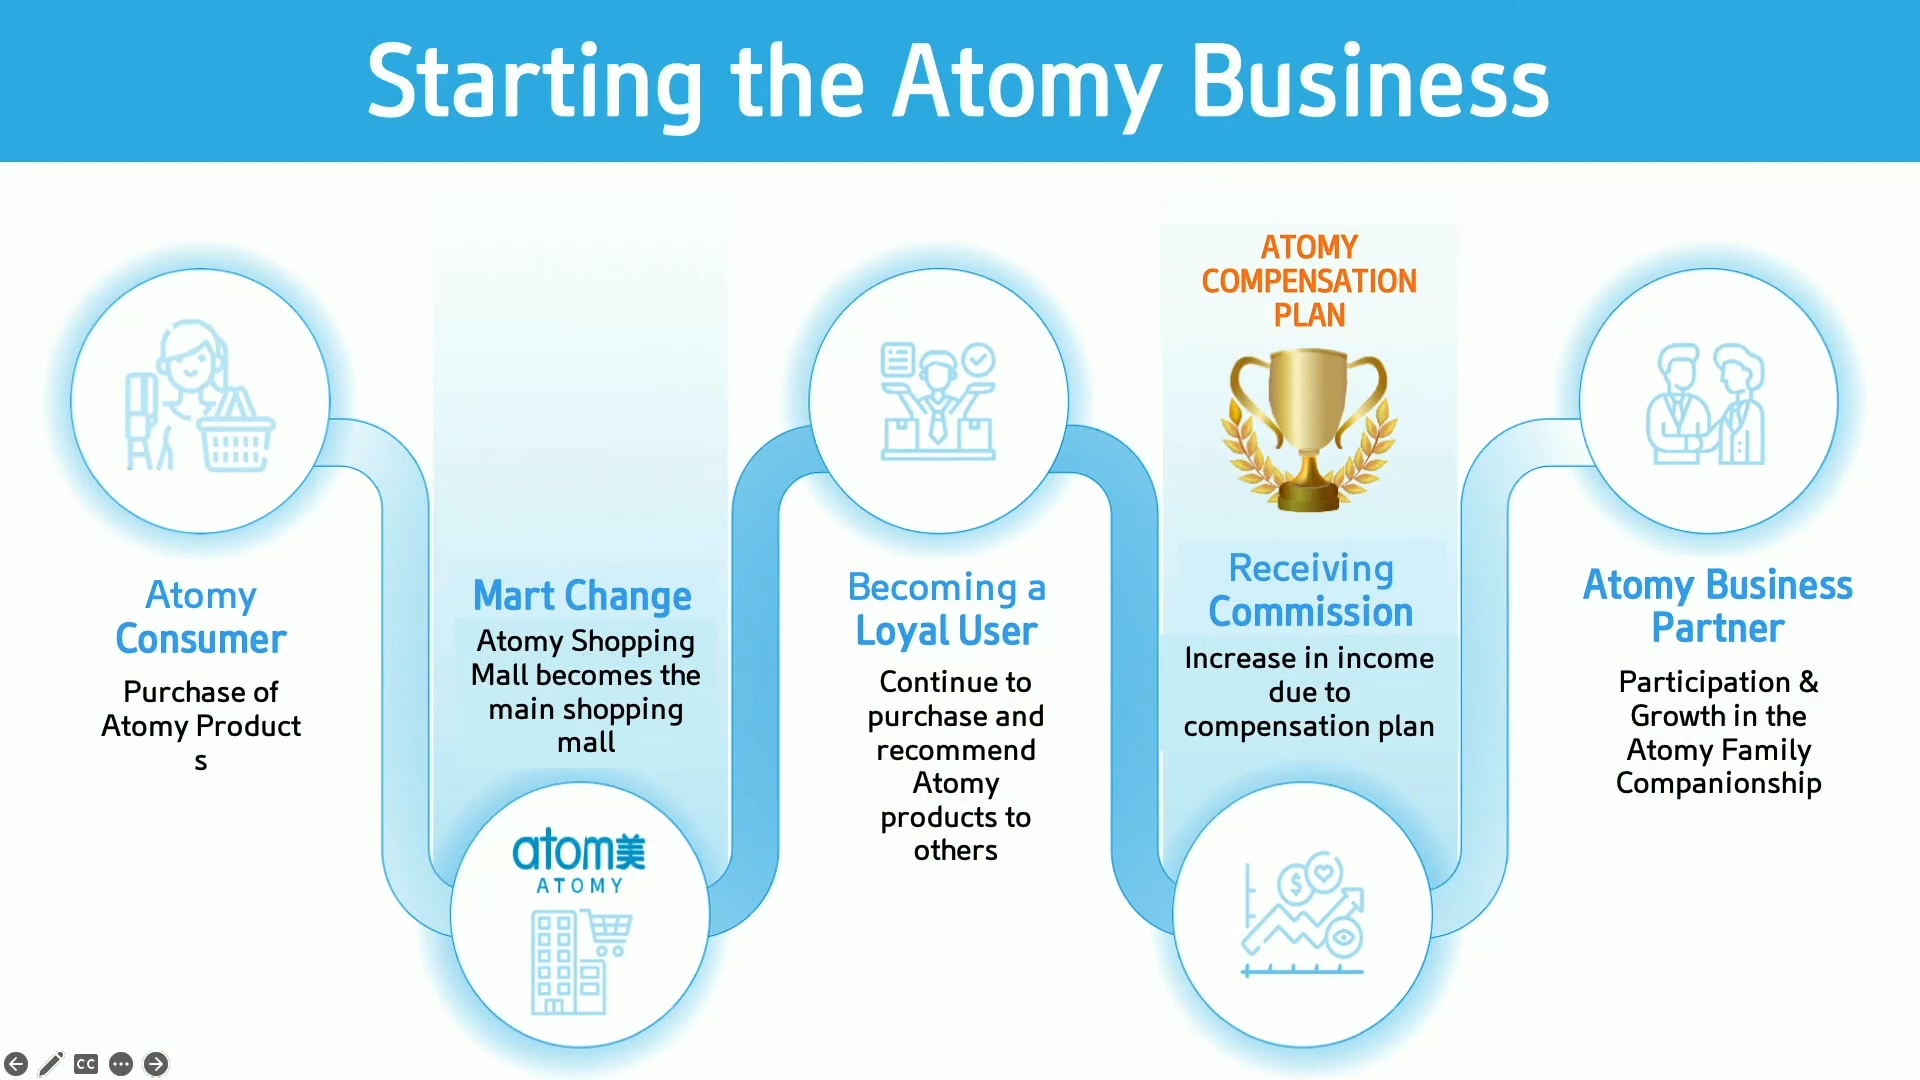 Starting the Atomy Business
Atomy
Consumer
Purchase of
Atomy Product
s
Mart Change
Atomy Shopping
Mall becomes the
main shopping
mall
atom美
ATOMY
Becoming a
Loyal User
Continue to
purchase and
recommend
Atomy
products to
others
ATOMY
COMPENSATION
PLAN
Receiving
Commission
Increase in income
due to
compensation plan
$
Atomy Business
Partner
Participation &
Growth in the
Atomy Family
Companionship
CC